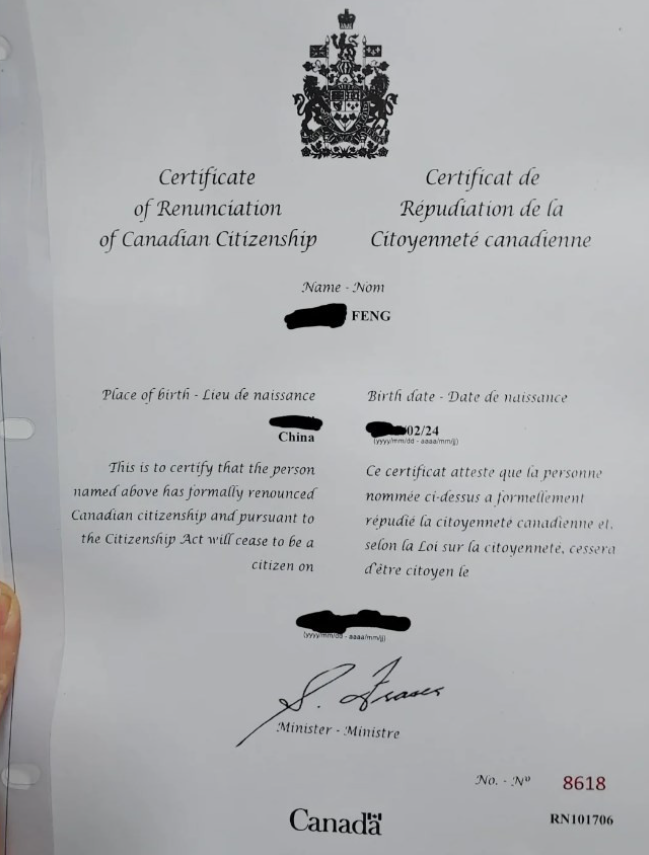 Certificate
of Renunciation
of Canadian Citizenship
Certificat de
Répudiation de la
Citoyenneté canadienne
Name - Nom
FENG
Place of birth - Lieu de naissance
China
Birth date - Date de naissance
02/24
(yyyy/mm/dd - aaaa/mm/jj)
This is to certify that the person
named above has formally renounced
Canadian citizenship and pursuant to
the Citizenship Act will cease to be a
citizen on
Ce certificat atteste que la personne
nommée ci-dessus a formellement
répudié la citoyenneté canadienne et,
selon la Loi sur la citoyenneté, cessera
d'être citoyen le
(yyyy/mm/dd - aaaa/mm/jj)
S. Fraser
Minister - Ministre
No. - Nº 8618
RN101706
Canada